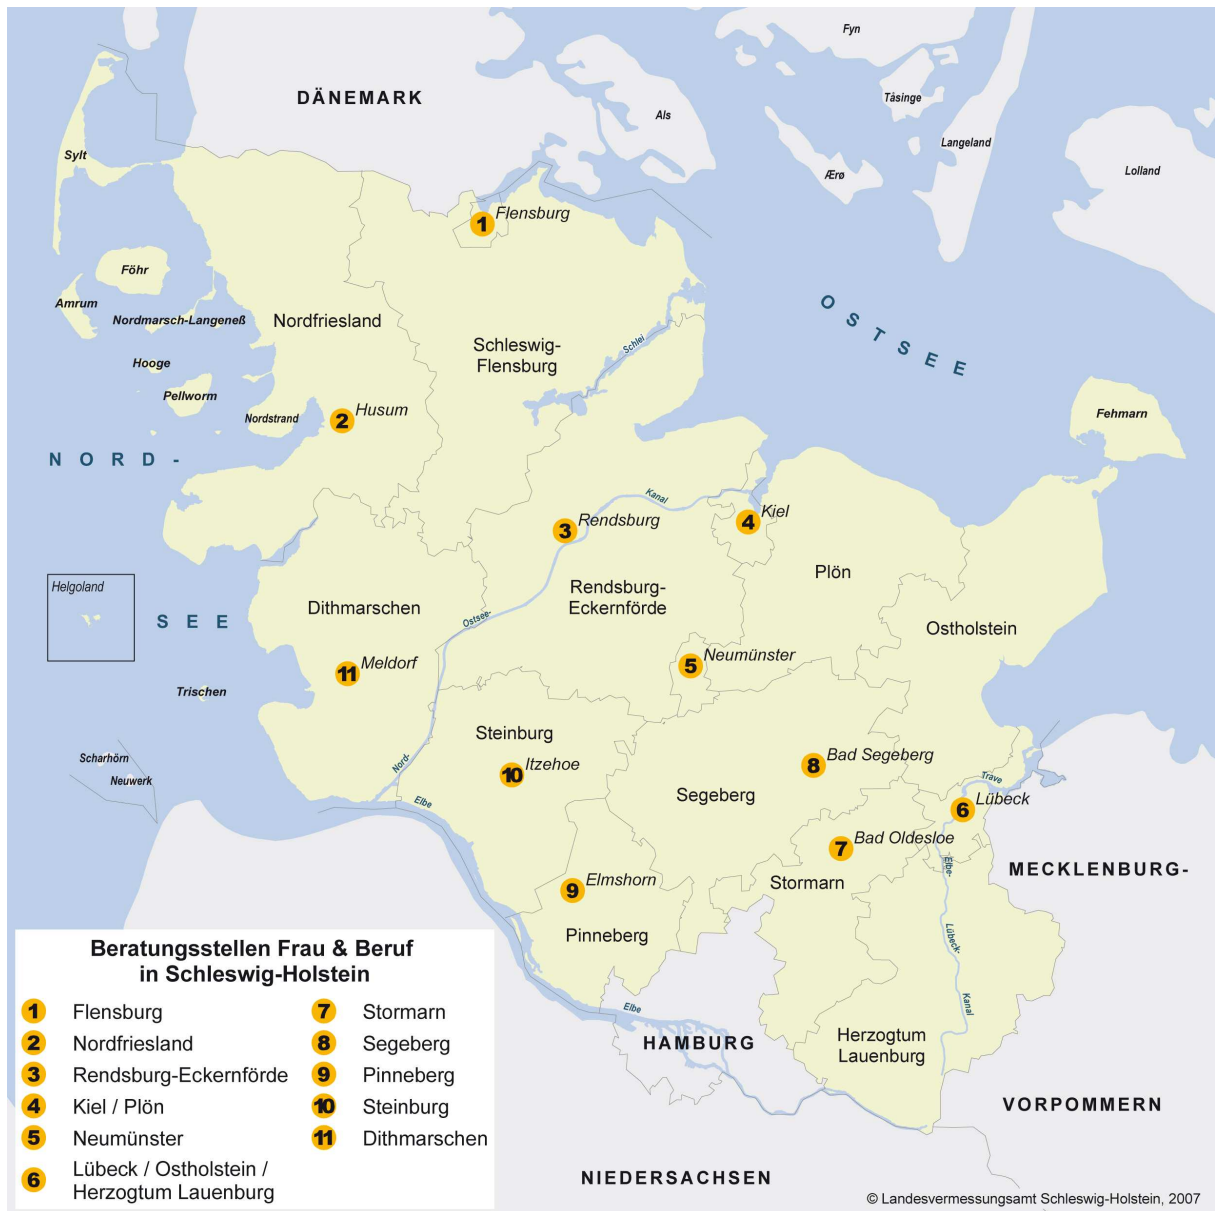 Fyn
DÄNEMARK
Tåsinge
Als
Langeland
Sylt
Ærø
Lolland
1
Flensburg
Föhr
Amrum
Nordmarsch-Langeneß
Nordfriesland
OSTSEE
Schlei
Schleswig-
Flensburg
Hooge
Pellworm
Nordstrand
2
Husum
Fehmarn
NORD-
Kanal
3
Rendsburg
4
Kiel
Plön
Helgoland
Rendsburg-
Eckernförde
Dithmarschen
Ostsee-
SEE
Ostholstein
11
Meldorf
5
Neumünster
Trischen
Steinburg
Scharhörn
Neuwerk
Nord-
10
Itzehoe
8
Bad Segeberg
Trave
Segeberg
Elbe
6
Lübeck
7
Bad Oldesloe
Elbe-
MECKLENBURG-
9
Elmshorn
Stormarn
Pinneberg
Lübeck-
Kanal
Elbe
HAMBURG
Herzogtum
Lauenburg
VORPOMMERN
NIEDERSACHSEN
Beratungsstellen Frau & Beruf
in Schleswig-Holstein
1 Flensburg
2 Nordfriesland
3 Rendsburg-Eckernförde
4 Kiel / Plön
5 Neumünster
6 Lübeck / Ostholstein /
Herzogtum Lauenburg
7 Stormarn
8 Segeberg
9 Pinneberg
10 Steinburg
11 Dithmarschen
© Landesvermessungsamt Schleswig-Holstein, 2007